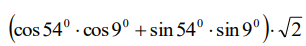 (cos 54⁰ · cos 9⁰ + sin 54⁰ · sin 9⁰) · √2